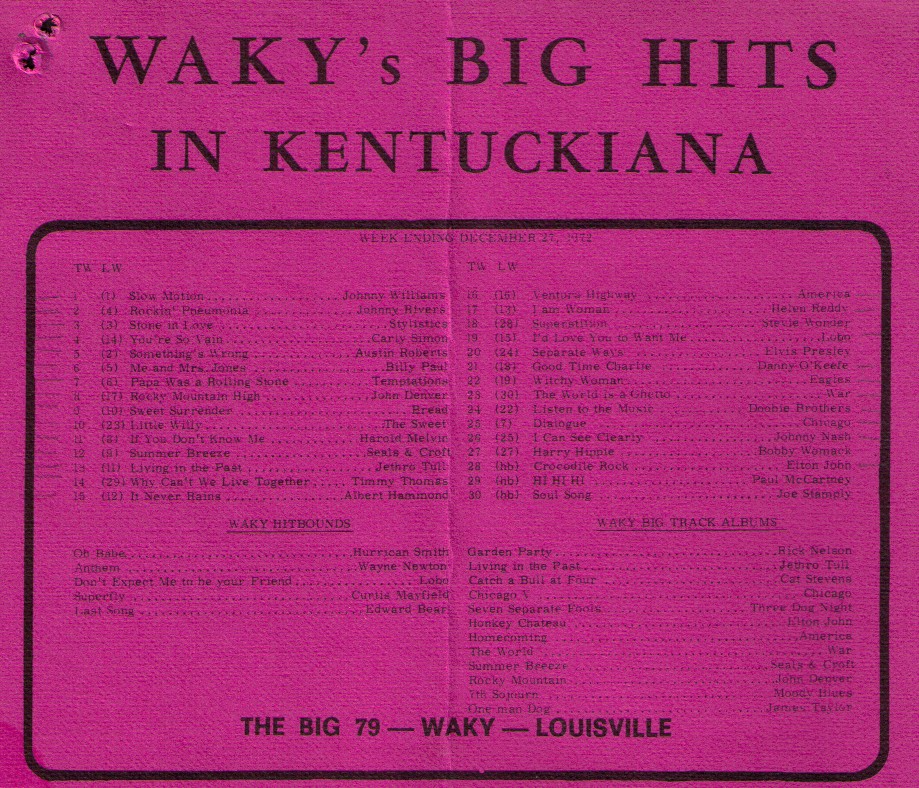 WAKY's BIG HITS
IN KENTUCKIANA
WEEK ENDING DECEMBER 27, 1972
TW LW
1 (1) Slow Motion Johnny Williams
2 (4) Rockin' Pneumonia Johnny Rivers
3 (3) Stone in Love Stylistics
4 (14) You're So Vain Carly Simon
5 (2) Something's Wrong Austin Roberts
6 (5) Me and Mrs. Jones Billy Paul
7 (6) Papa Was a Rolling Stone Temptations
8 (17) Rocky Mountain High John Denver
9 (10) Sweet Surrender Bread
10 (23) Little Willy The Sweet
11 (8) If You Don't Know Me Harold Melvin
12 Summer Breeze Seals & Croft
13 (11) Living in the Past Jethro Tull
14 (29) Why Can't We Live Together Timmy Thomas
15 (12) It Never Rains Albert Hammond
TW LW
16 (16) Ventura Highway America
17 (13) I am Woman Helen Reddy
18 (28) Superstition Stevie Wonder
19 (15) I'd Love You to Want Me Lobo
20 (24) Separate Ways Elvis Presley
21 (18) Good Time Charlie Danny O'Keefe
22 (19) Witchy Woman Eagles
23 (30) The World is a Ghetto War
24 (22) Listen to the Music Doobie Brothers
25 (7) Dialogue Chicago
26 (25) I Can See Clearly Johnny Nash
27 (27) Harry Hippie Bobby Womack
28 (hb) Crocodile Rock Elton John
29 (hb) HI HI HI Paul McCartney
30 (hb) Soul Song Joe Stamply
WAKY HITBOUNDS
Oh Babe Hurrican Smith
Anthem Wayne Newton
Don't Expect Me to be your Friend Lobo
Superfly Curtis Mayfield
Last Song Edward Bear
WAKY BIG TRACK ALBUMS
Garden Party Rick Nelson
Living in the Past Jethro Tull
Catch a Bull at Four Cat Stevens
Chicago V Chicago
Seven Separate Fools Three Dog Night
Honkey Chateau Elton John
Homecoming America
The World War
Summer Breeze Seals & Croft
Rocky Mountain John Denver
7th Sojourn Moody Blues
One man Dog James Taylor
THE BIG 79 — WAKY — LOUISVILLE